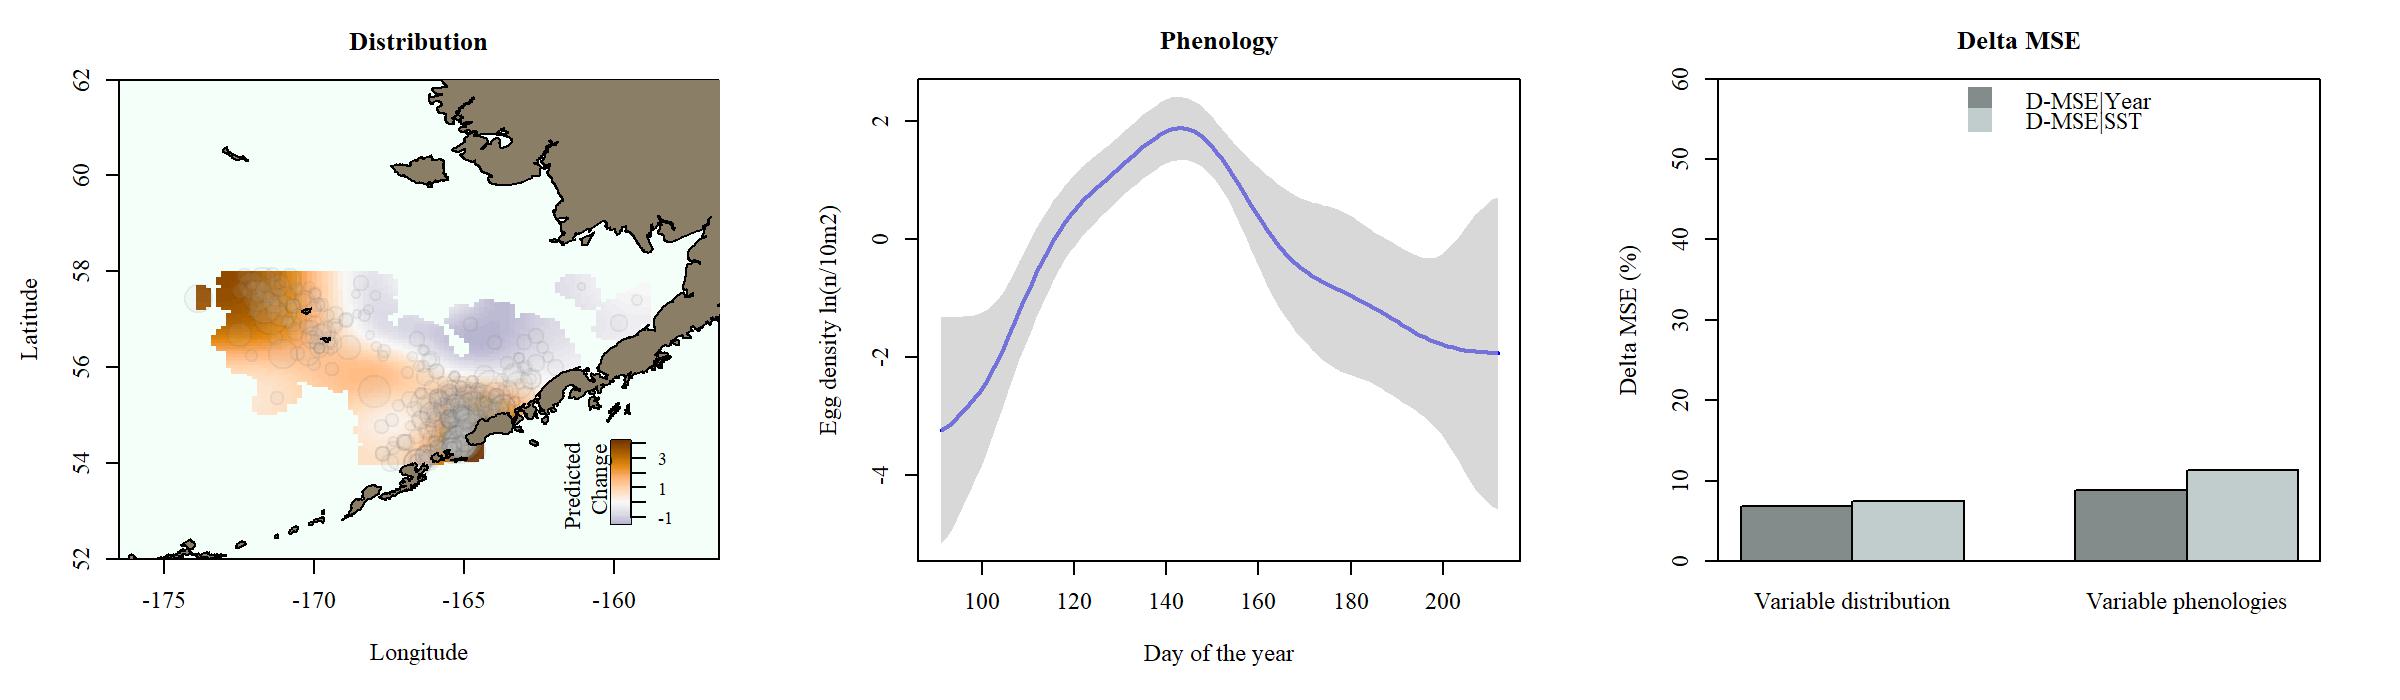 Distribution
Latitude
62
60
58
56
54
52
-175
-170
-165
-160
Longitude
Predicted
Change
3
1
-1
Phenology
Egg density ln(n/10m2)
2
0
-2
-4
100
120
140
160
180
200
Day of the year
Delta MSE
Delta MSE (%)
60
50
40
30
20
10
0
D-MSE|Year
D-MSE|SST
Variable distribution
Variable phenologies